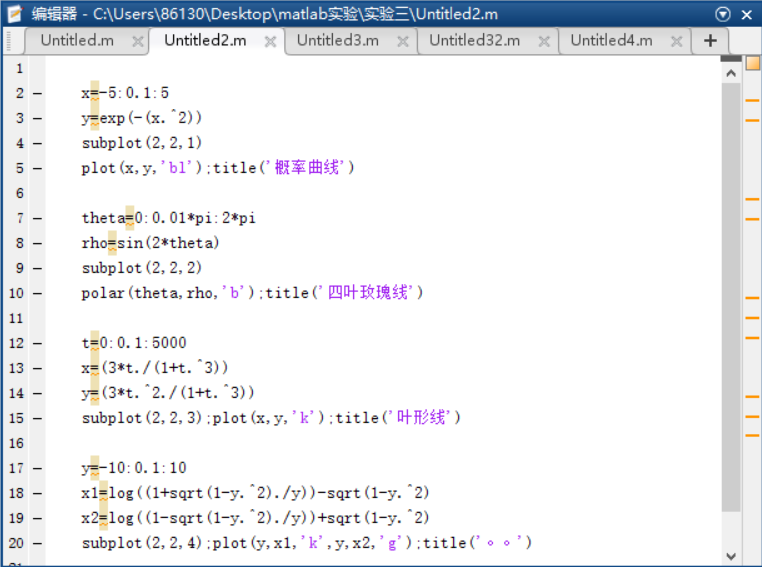 编辑器 - C:\Users\86130\Desktop\matlab实验\实验三\Untitled2.m
Untitled.m Untitled2.m Untitled3.m Untitled32.m Untitled4.m
1
2 x=-5:0.1:5
3 y=exp(-(x.^2))
4 subplot(2,2,1)
5 plot(x,y,'bl');title('概率曲线')
6
7 theta=0:0.01*pi:2*pi
8 rho=sin(2*theta)
9 subplot(2,2,2)
10 polar(theta,rho,'b');title('四叶玫瑰线')
11
12 t=0:0.1:5000
13 x=(3*t./(1+t.^3))
14 y=(3*t.^2./(1+t.^3))
15 subplot(2,2,3);plot(x,y,'k');title('叶形线')
16
17 y=-10:0.1:10
18 x1=log((1+sqrt(1-y.^2)./y))-sqrt(1-y.^2)
19 x2=log((1-sqrt(1-y.^2)./y))+sqrt(1-y.^2)
20 subplot(2,2,4);plot(y,x1,'k',y,x2,'g');title('。。')